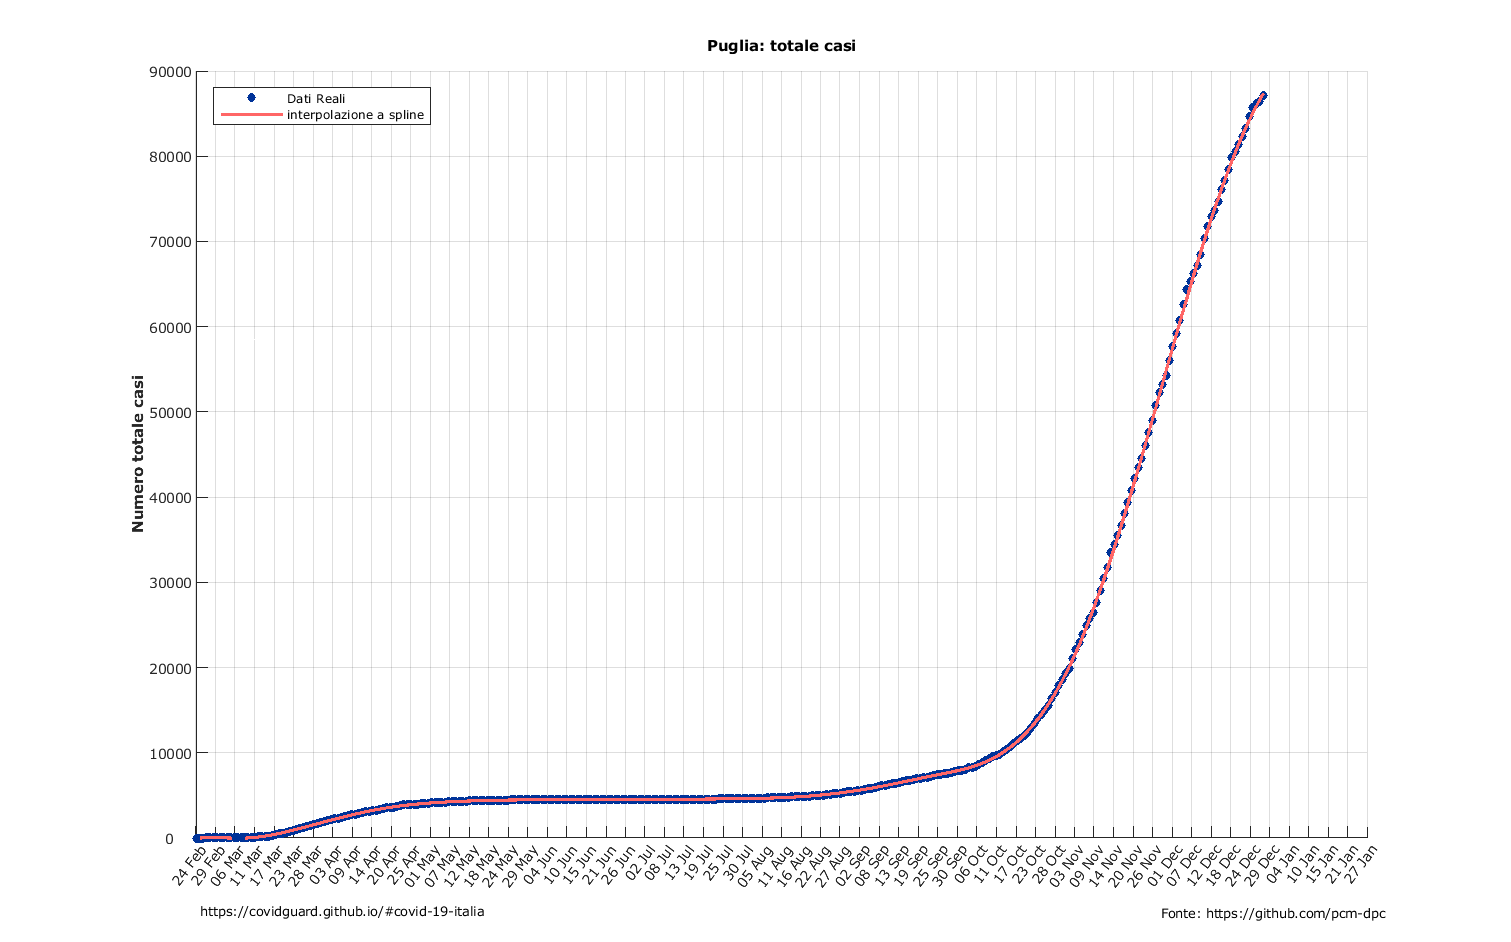 Puglia: totale casi
90000
80000
70000
60000
50000
40000
30000
20000
10000
0
Numero totale casi
Dati Reali
interpolazione a spline
24 Feb
29 Feb
06 Mar
11 Mar
17 Mar
23 Mar
28 Mar
03 Apr
09 Apr
14 Apr
20 Apr
25 Apr
01 May
07 May
12 May
18 May
24 May
29 May
04 Jun
10 Jun
15 Jun
21 Jun
26 Jun
02 Jul
08 Jul
13 Jul
19 Jul
25 Jul
30 Jul
05 Aug
11 Aug
16 Aug
22 Aug
27 Aug
02 Sep
08 Sep
13 Sep
19 Sep
25 Sep
30 Sep
06 Oct
11 Oct
17 Oct
23 Oct
28 Oct
03 Nov
09 Nov
14 Nov
20 Nov
26 Nov
01 Dec
07 Dec
12 Dec
18 Dec
24 Dec
29 Dec
04 Jan
10 Jan
15 Jan
21 Jan
27 Jan
https://covidguard.github.io/#covid-19-italia
Fonte: https://github.com/pcm-dpc